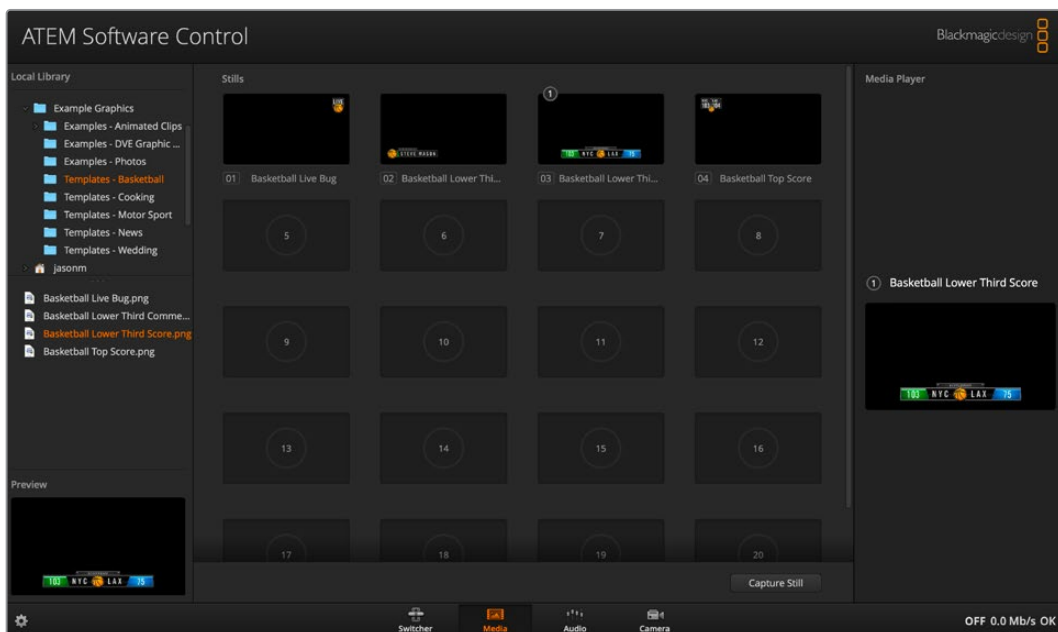 ATEM Software Control
Blackmagicdesign
Local Library
Example Graphics
Examples - Animated Clips
Examples - DVE Graphic ...
Examples - Photos
Templates - Basketball
Templates - Cooking
Templates - Motor Sport
Templates - News
Templates - Wedding
jasonm
Basketball Live Bug.png
Basketball Lower Third Comme...
Basketball Lower Third Score.png
Basketball Top Score.png
Preview
103 NYC LAX 75
Stills
LIVE
STEVE MASON
1
103 NYC LAX 75
103 104
01 Basketball Live Bug
02 Basketball Lower Thi...
03 Basketball Lower Thi...
04 Basketball Top Score
5 6 7 8
9 10 11 12
13 14 15 16
17 18 19 20
Capture Still
Media Player
1 Basketball Lower Third Score
103 NYC LAX 75
Switcher Media Audio Camera
OFF 0.0 Mb/s OK